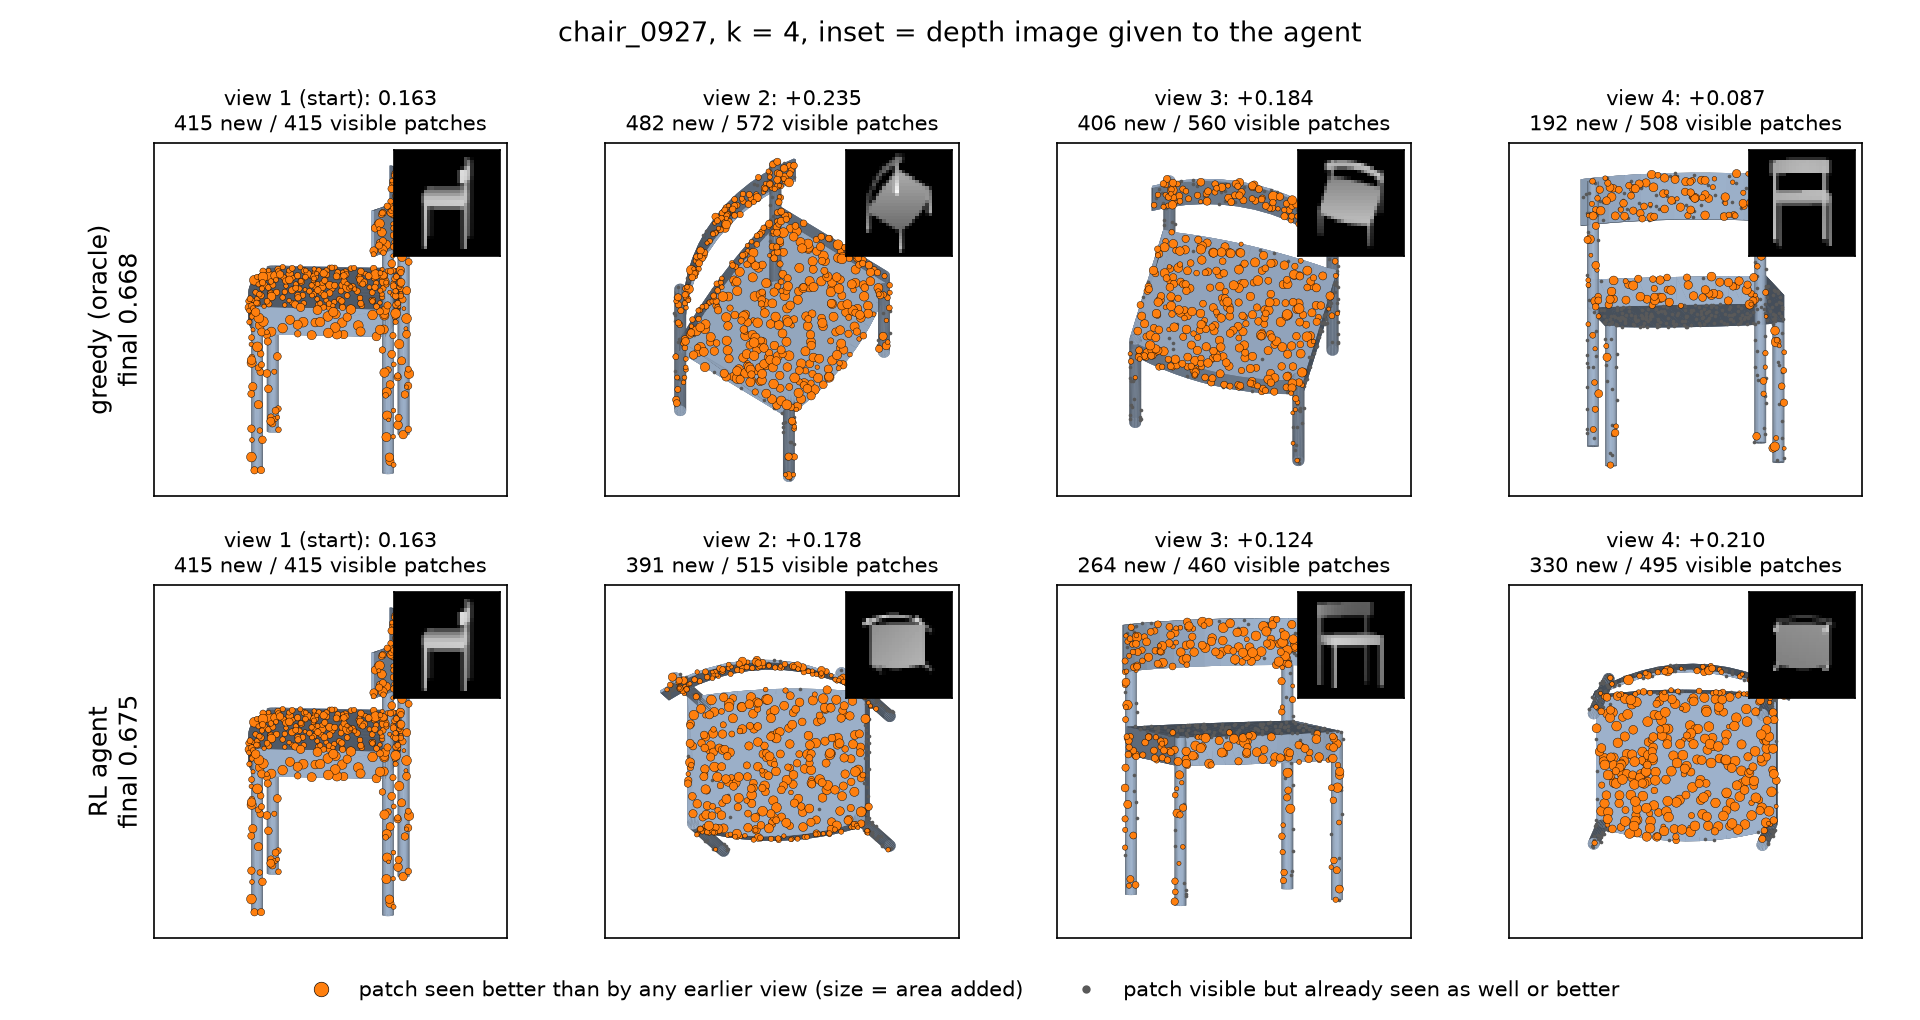 chair_0927, k = 4, inset = depth image given to the agent
greedy (oracle)
final 0.668
view 1 (start): 0.163
415 new / 415 visible patches
view 2: +0.235
482 new / 572 visible patches
view 3: +0.184
406 new / 560 visible patches
view 4: +0.087
192 new / 508 visible patches
RL agent
final 0.675
view 1 (start): 0.163
415 new / 415 visible patches
view 2: +0.178
391 new / 515 visible patches
view 3: +0.124
264 new / 460 visible patches
view 4: +0.210
330 new / 495 visible patches
patch seen better than by any earlier view (size = area added)
patch visible but already seen as well or better